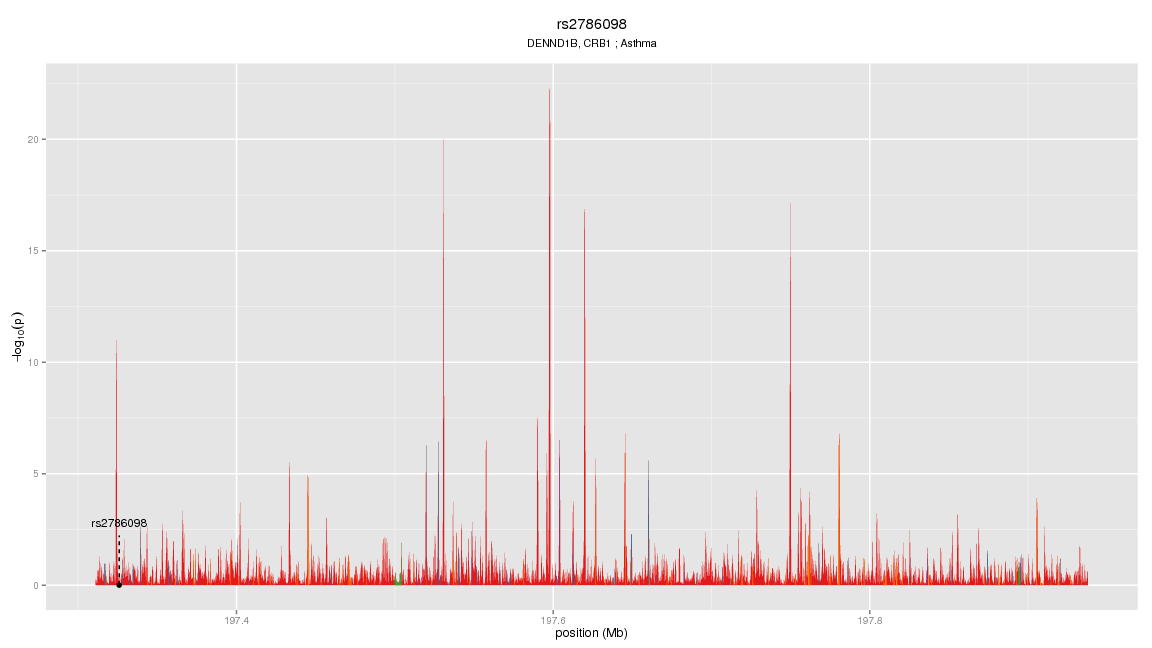 rs2786098
DENND1B, CRB1 ; Asthma
20
15
10
5
0
−log10(p)
rs2786098
197.4
197.6
197.8
position (Mb)